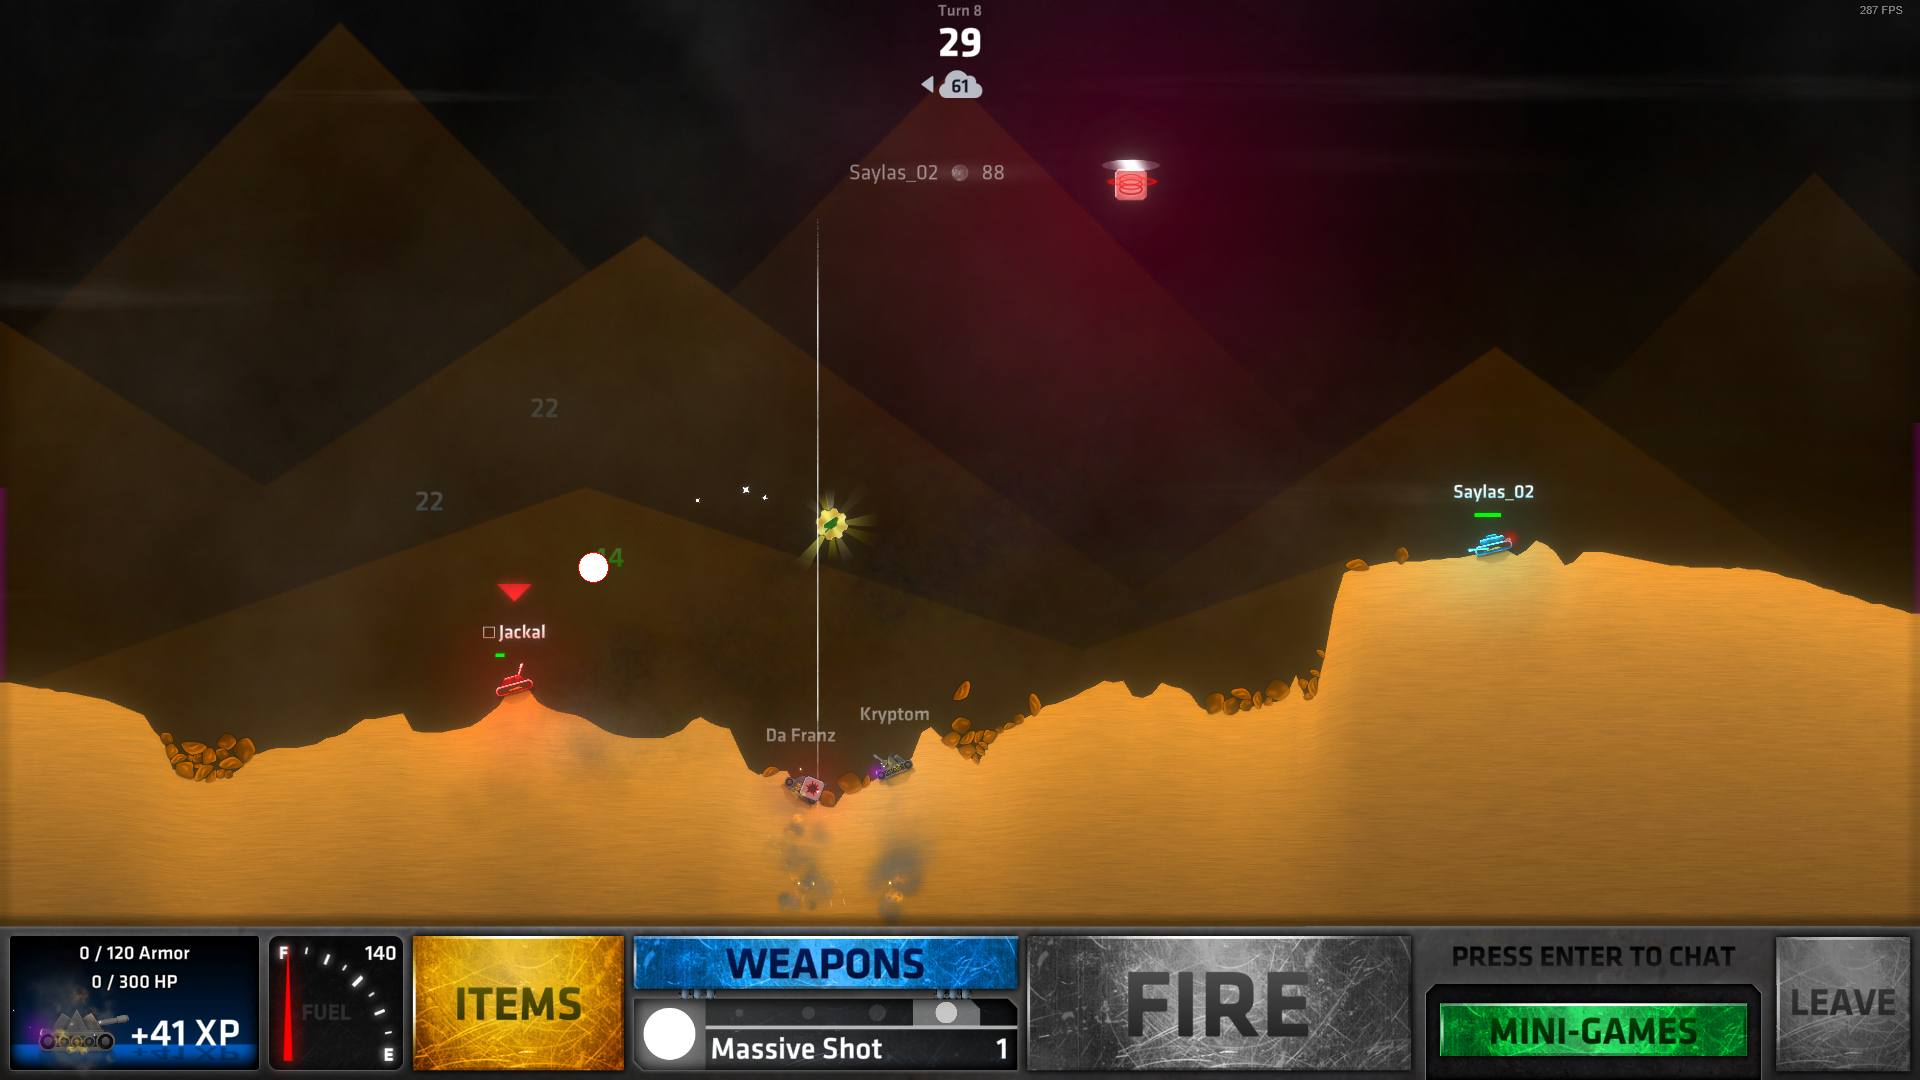 Turn 8
287 FPS
29
61
Saylas_02 88
22
Saylas_02
22
44
Jackal
Kryptom
Da Franz
0 / 120 Armor
0 / 300 HP
+41 XP
F 140
FUEL
E
ITEMS
WEAPONS
Massive Shot 1
FIRE
PRESS ENTER TO CHAT
MINI-GAMES
LEAVE